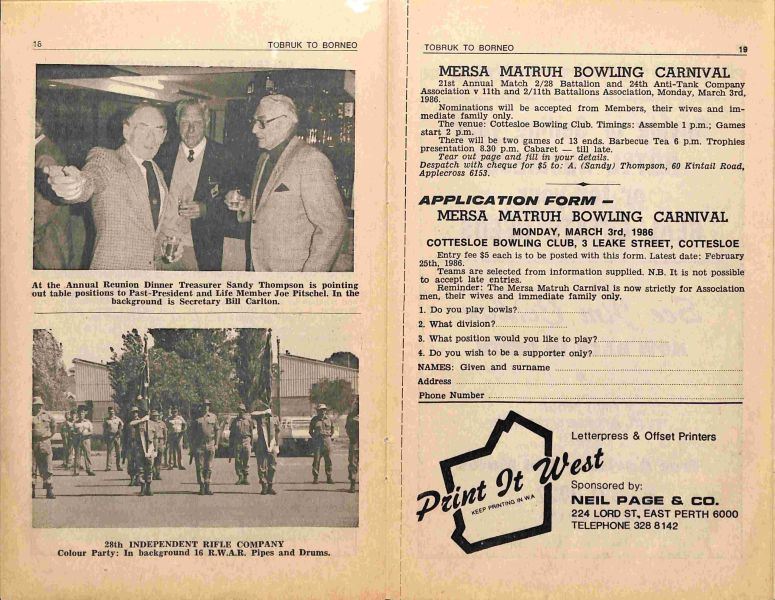 16
TOBRUK TO BORNEO
At the Annual Reunion Dinner Treasurer Sandy Thompson is pointing
out table positions to Past-President and Life Member Joe Pitschel. In the
background is Secretary Bill Carlton.
28th INDEPENDENT RIFLE COMPANY
Colour Party: In background 16 R.W.A.R. Pipes and Drums.
TOBRUK TO BORNEO
19
MERSA MATRUH BOWLING CARNIVAL
21st Annual Match 2/28 Battalion and 24th Anti-Tank Company
Association v 11th and 2/11th Battalions Association, Monday, March 3rd,
1986.
Nominations will be accepted from Members, their wives and im-
mediate family only.
The venue: Cottesloe Bowling Club. Timings: Assemble 1 p.m.; Games
start 2 p.m.
There will be two games of 13 ends. Barbecue Tea 6 p.m. Trophies
presentation 8.30 p.m. Cabaret — till late.
Tear out page and fill in your details.
Despatch with cheque for $5 to: A. (Sandy) Thompson, 60 Kintail Road,
Applecross 6153.
APPLICATION FORM —
MERSA MATRUH BOWLING CARNIVAL
MONDAY, MARCH 3rd, 1986
COTTESLOE BOWLING CLUB, 3 LEAKE STREET, COTTESLOE
Entry fee $5 each is to be posted with this form. Latest date: February
25th, 1986.
Teams are selected from information supplied. N.B. It is not possible
to accept late entries.
Reminder: The Mersa Matruh Carnival is now strictly for Association
men, their wives and immediate family only.
1. Do you play bowls?
2. What division?
3. What position would you like to play?
4. Do you wish to be a supporter only?
NAMES: Given and surname
Address
Phone Number
Letterpress & Offset Printers
Print It West
KEEP PRINTING IN W.A.
Sponsored by:
NEIL PAGE & CO.
224 LORD ST., EAST PERTH 6000
TELEPHONE 328 8142